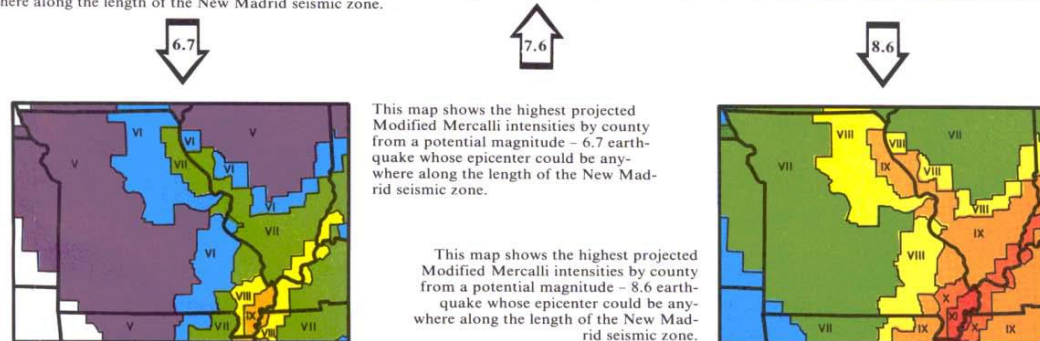 where along the length of the New Madrid seismic zone.
6.7
7.6
8.6
This map shows the highest projected
Modified Mercalli intensities by county
from a potential magnitude – 6.7 earth-
quake whose epicenter could be any-
where along the length of the New Mad-
rid seismic zone.
This map shows the highest projected
Modified Mercalli intensities by county
from a potential magnitude – 8.6 earth-
quake whose epicenter could be any-
where along the length of the New Mad-
rid seismic zone.
V
VI
V
VI
VII
VI
VI
VII
VI
VIII
IX
V
VII
VIII
VII
VII
VIII
VII
VIII
IX
VIII
VIII
IX
VIII
X
XI
VII
IX
X
IX